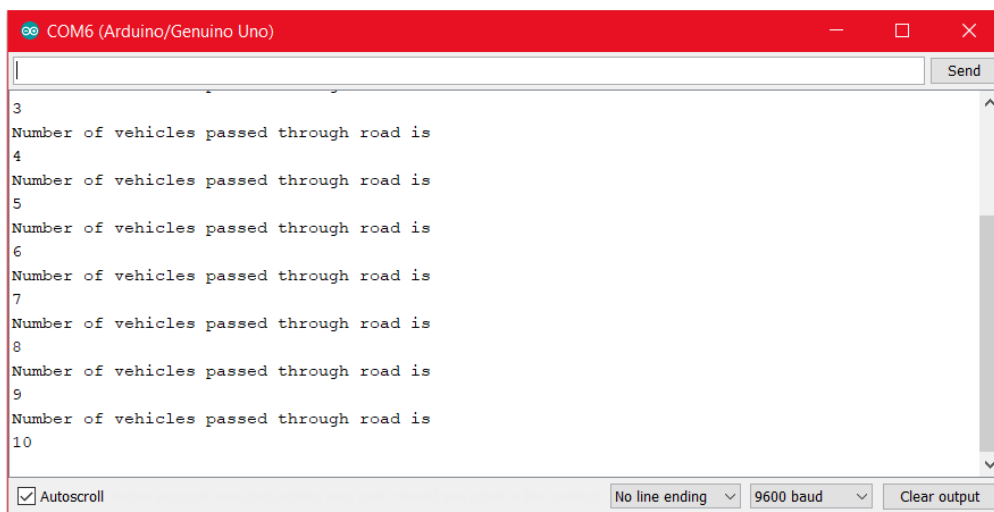 COM6 (Arduino/Genuino Uno)
Send
3
Number of vehicles passed through road is
4
Number of vehicles passed through road is
5
Number of vehicles passed through road is
6
Number of vehicles passed through road is
7
Number of vehicles passed through road is
8
Number of vehicles passed through road is
9
Number of vehicles passed through road is
10
Autoscroll No line ending 9600 baud Clear output